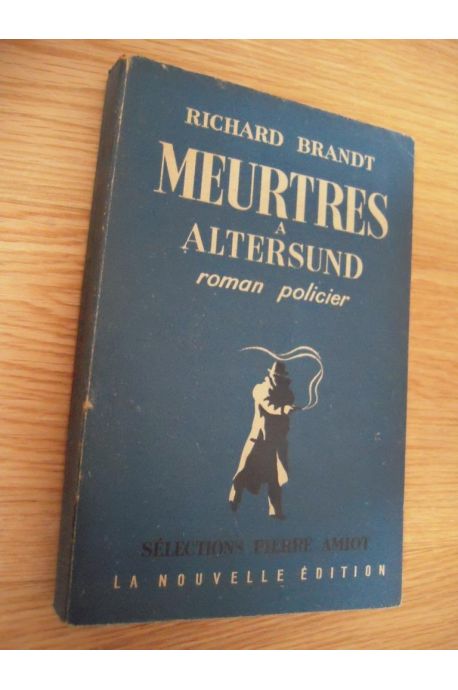 RICHARD BRANDT
MEURTRES
A
ALTERSUND
roman policier
SÉLECTIONS PIERRE AMIOT
LA NOUVELLE ÉDITION